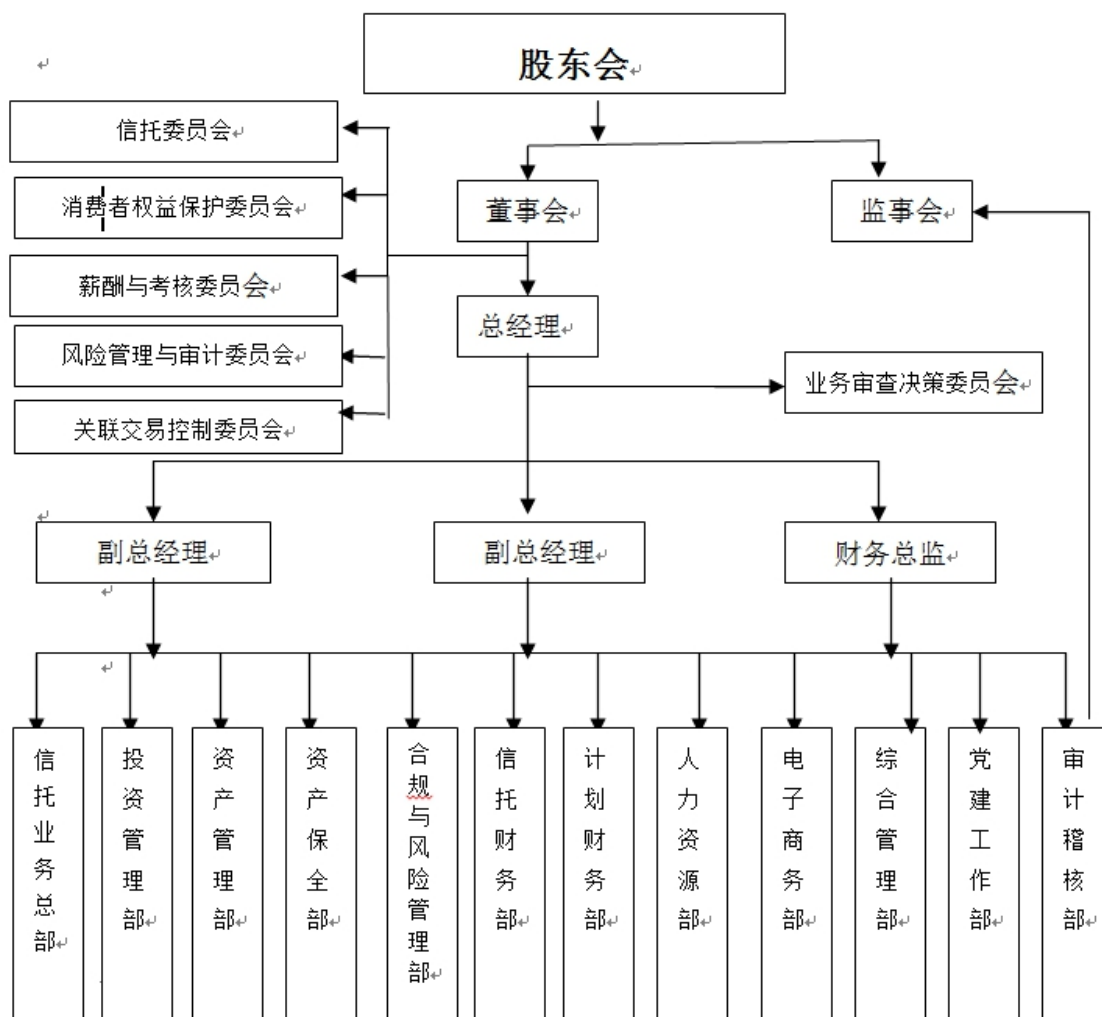 股东会
信托委员会
消费者权益保护委员会
董事会
监事会
薪酬与考核委员会
总经理
风险管理与审计委员会
业务审查决策委员会
关联交易控制委员会
副总经理
副总经理
财务总监
信托业务总部
投资管理部
资产管理部
资产保全部
合规与风险管理部
信托财务部
计划财务部
人力资源部
电子商务部
综合管理部
党建工作部
审计稽核部